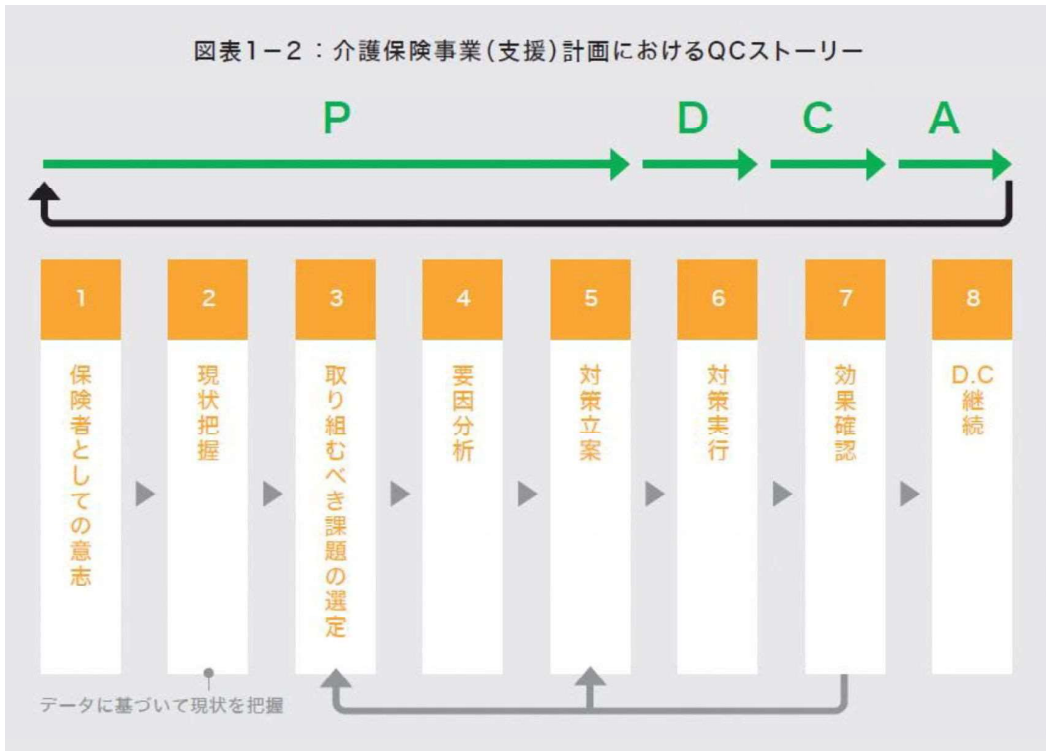 図表1−2：介護保険事業(支援)計画におけるQCストーリー
P
D
C
A
1
2
3
4
5
6
7
8
保険者としての意志
現状把握
取り組むべき課題の選定
要因分析
対策立案
対策実行
効果確認
D.C継続
データに基づいて現状を把握